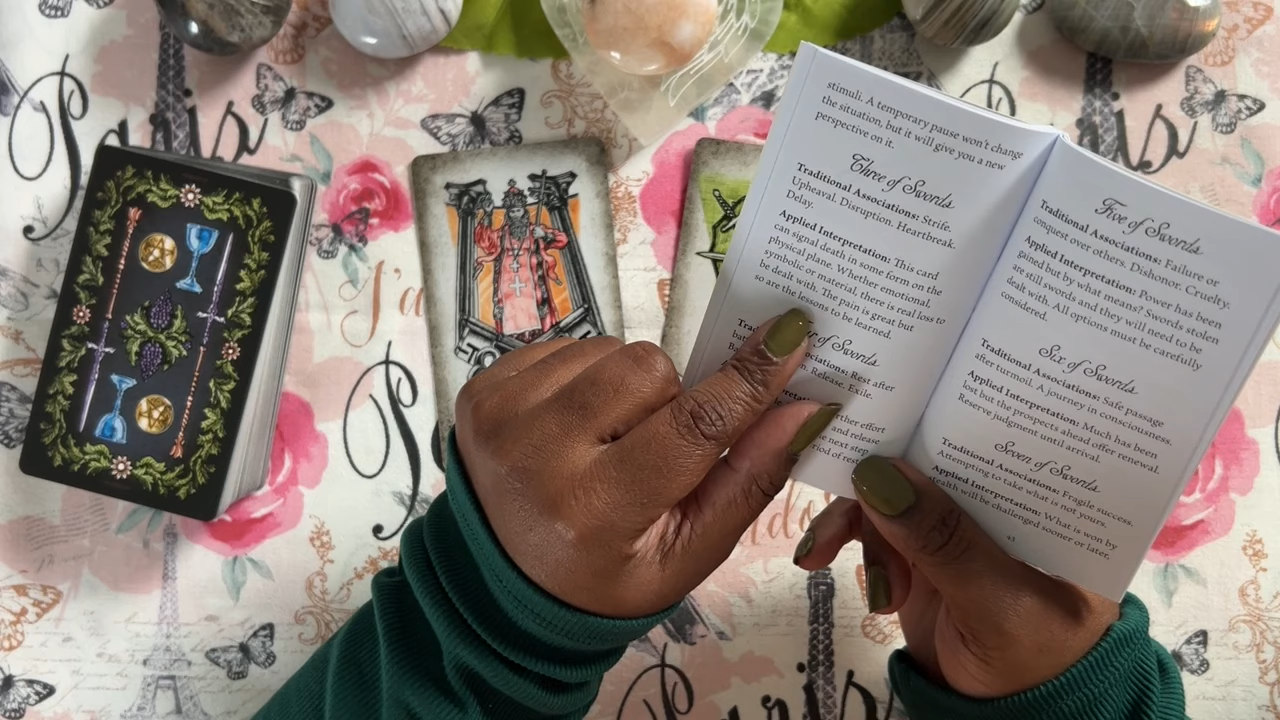 Paris
Paris
stimuli. A temporary pause won't change
the situation, but it will give you a new
perspective on it.
Three of Swords
Traditional Associations: Strife.
Upheaval. Disruption. Heartbreak.
Delay.
Applied Interpretation: This card
can signal death in some form on the
physical plane. Whether emotional,
symbolic or material, there is real loss to
be dealt with. The pain is great but
so are the lessons to be learned.
of Swords
Associations: Rest after
Release. Exile.
effort
and release
next step
Five of Swords
Traditional Associations: Failure or
conquest over others. Dishonor. Cruelty.
Applied Interpretation: Power has been
gained but by what means? Swords stolen
are still swords and they will need to be
dealt with. All options must be carefully
considered.
Six of Swords
Traditional Associations: Safe passage
after turmoil. A journey in consciousness.
Applied Interpretation: Much has been
lost but the prospects ahead offer renewal.
Reserve judgment until arrival.
Seven of Swords
Traditional Associations: Fragile success.
Attempting to take what is not yours.
Applied Interpretation: What is won by
stealth will be challenged sooner or later.
Paris